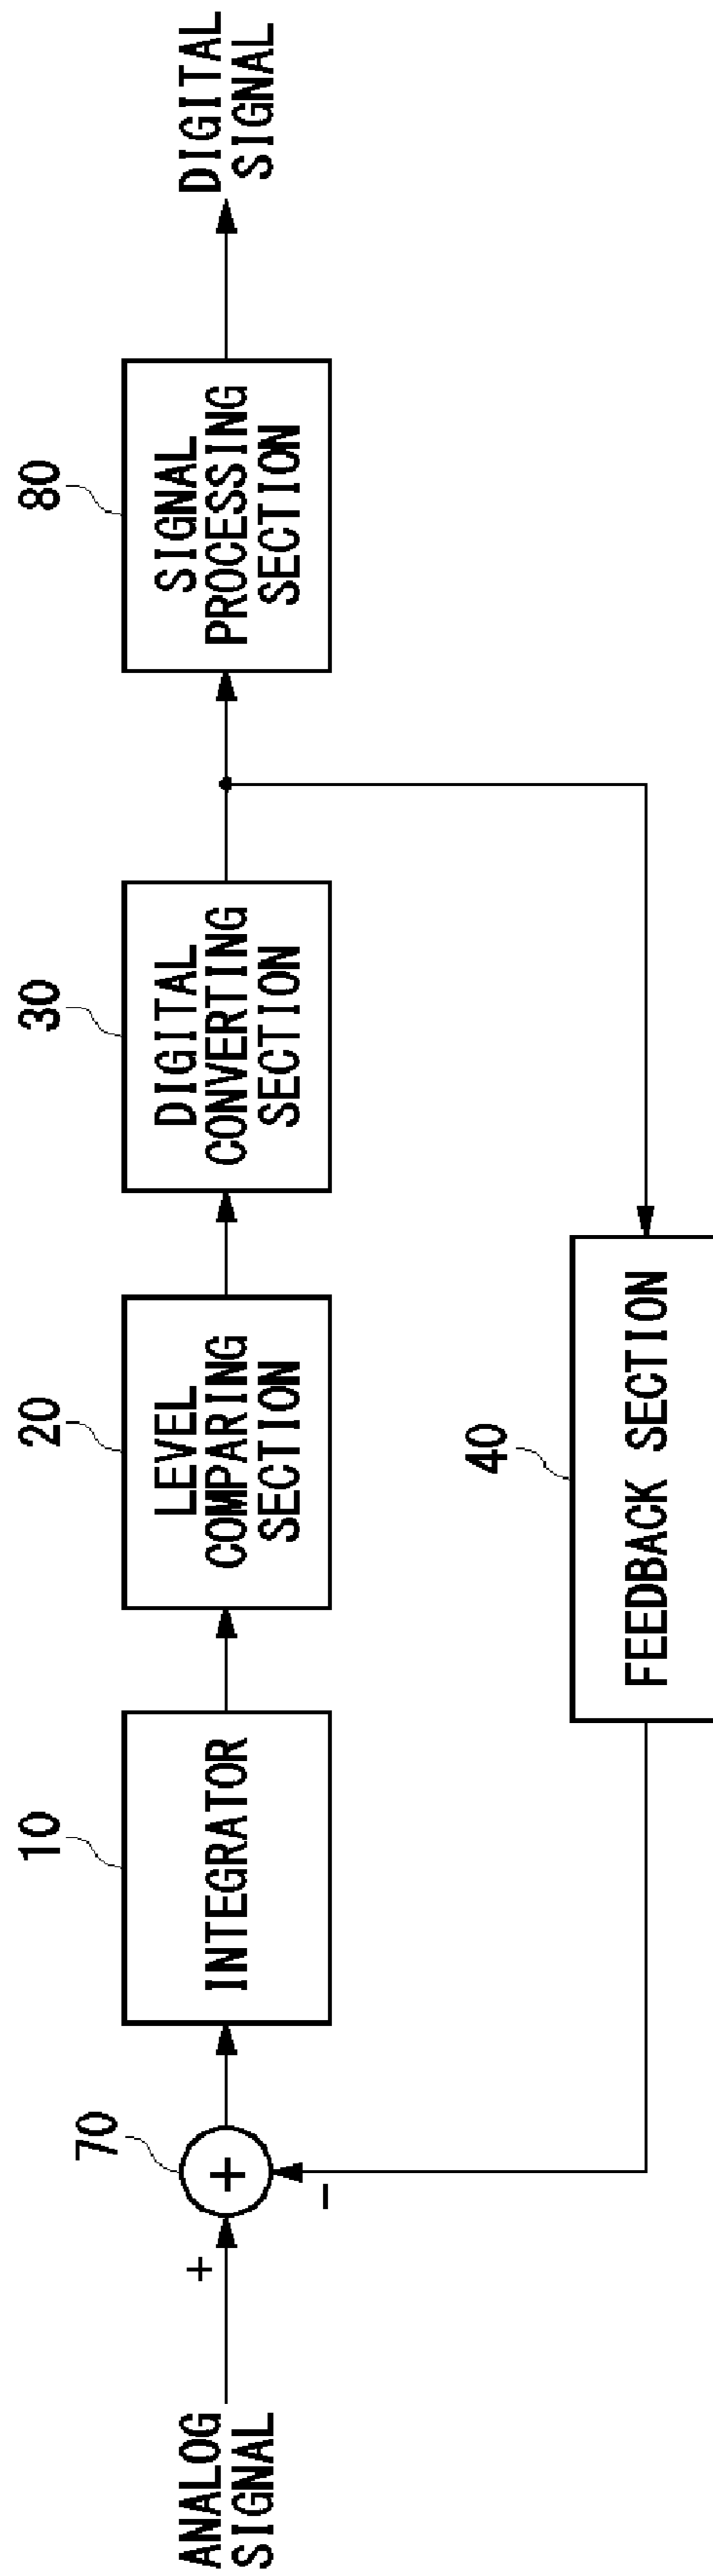 ANALOG
SIGNAL
+
-
70
+
10
INTEGRATOR
20
LEVEL
COMPARING
SECTION
30
DIGITAL
CONVERTING
SECTION
80
SIGNAL
PROCESSING
SECTION
DIGITAL
SIGNAL
40
FEEDBACK SECTION